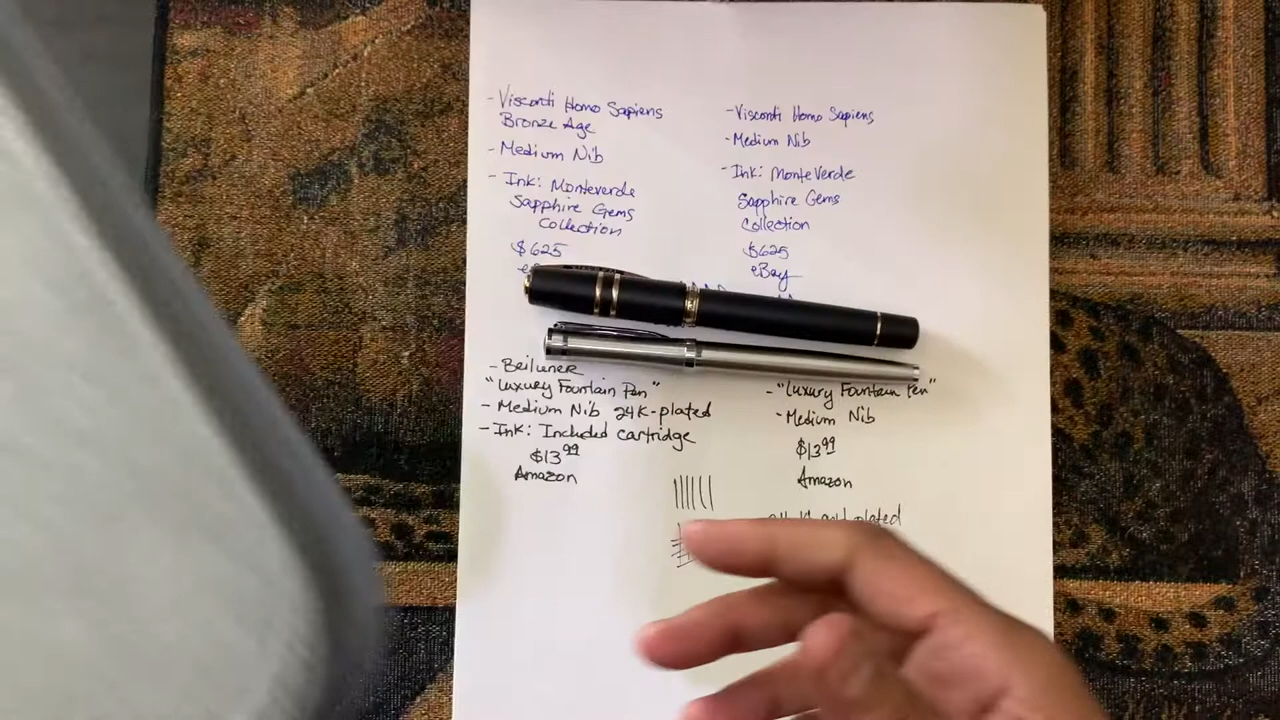 - Visconti Homo Sapiens
Bronze Age
- Medium Nib
- Ink: Monteverde
Sapphire Gems
Collection
$625
- Visconti Homo Sapiens
- Medium Nib
- Ink: MonteVerde
Sapphire Gems
Collection
$625
eBay
- Beiluner
"Luxury Fountain Pen"
- Medium Nib 24K-plated
- Ink: Included cartridge
$13.99
Amazon
- "Luxury Fountain Pen"
- Medium Nib
$13.99
Amazon
plated